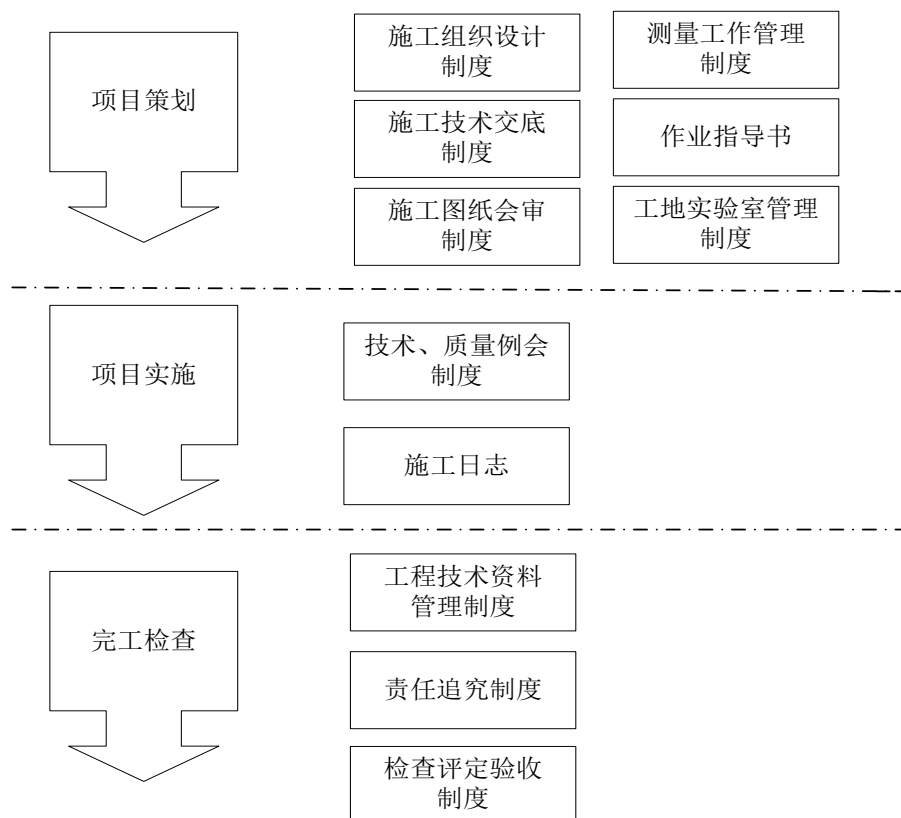 项目策划
施工组织设计
制度
测量工作管理
制度
施工技术交底
制度
作业指导书
施工图纸会审
制度
工地实验室管理
制度
项目实施
技术、质量例会
制度
施工日志
完工检查
工程技术资料
管理制度
责任追究制度
检查评定验收
制度